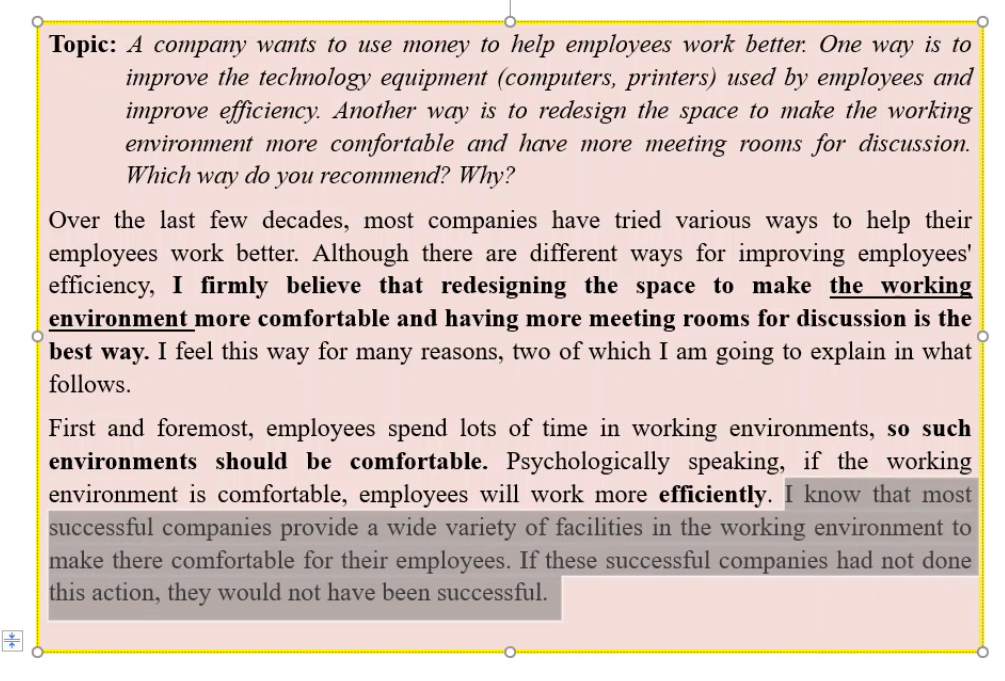 Topic: A company wants to use money to help employees work better. One way is to
improve the technology equipment (computers, printers) used by employees and
improve efficiency. Another way is to redesign the space to make the working
environment more comfortable and have more meeting rooms for discussion.
Which way do you recommend? Why?
Over the last few decades, most companies have tried various ways to help their
employees work better. Although there are different ways for improving employees'
efficiency, I firmly believe that redesigning the space to make the working
environment more comfortable and having more meeting rooms for discussion is the
best way. I feel this way for many reasons, two of which I am going to explain in what
follows.
First and foremost, employees spend lots of time in working environments, so such
environments should be comfortable. Psychologically speaking, if the working
environment is comfortable, employees will work more efficiently. I know that most
successful companies provide a wide variety of facilities in the working environment to
make there comfortable for their employees. If these successful companies had not done
this action, they would not have been successful.